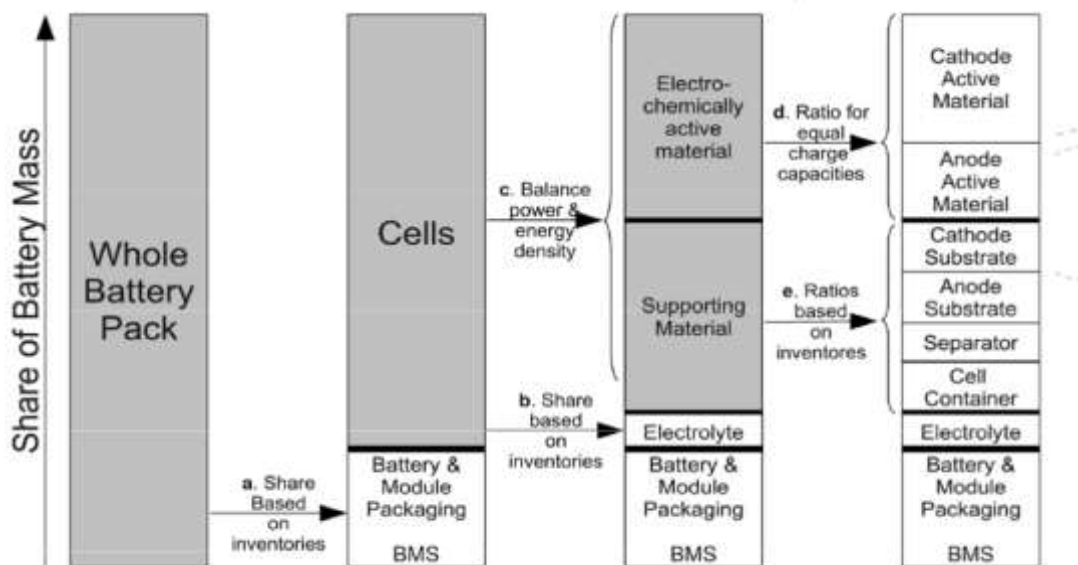 Share of Battery Mass
Whole
Battery
Pack
a. Share
Based
on
inventories
Cells
Battery &
Module
Packaging
BMS
c. Balance
power &
energy
density
b. Share
based
on
inventories
Electro-
chemically
active
material
Supporting
Material
Electrolyte
Battery &
Module
Packaging
BMS
d. Ratio for
equal
charge
capacities
e. Ratios
based
on
inventores
Cathode
Active
Material
Anode
Active
Material
Cathode
Substrate
Anode
Substrate
Separator
Cell
Container
Electrolyte
Battery &
Module
Packaging
BMS